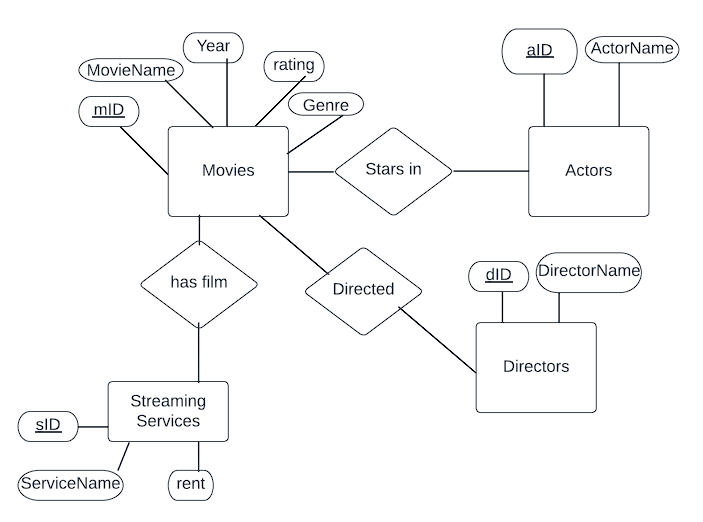 Year
aID
ActorName
MovieName
rating
Genre
mID
Movies
Stars in
Actors
has film
Directed
dID
DirectorName
Directors
Streaming
Services
sID
ServiceName
rent